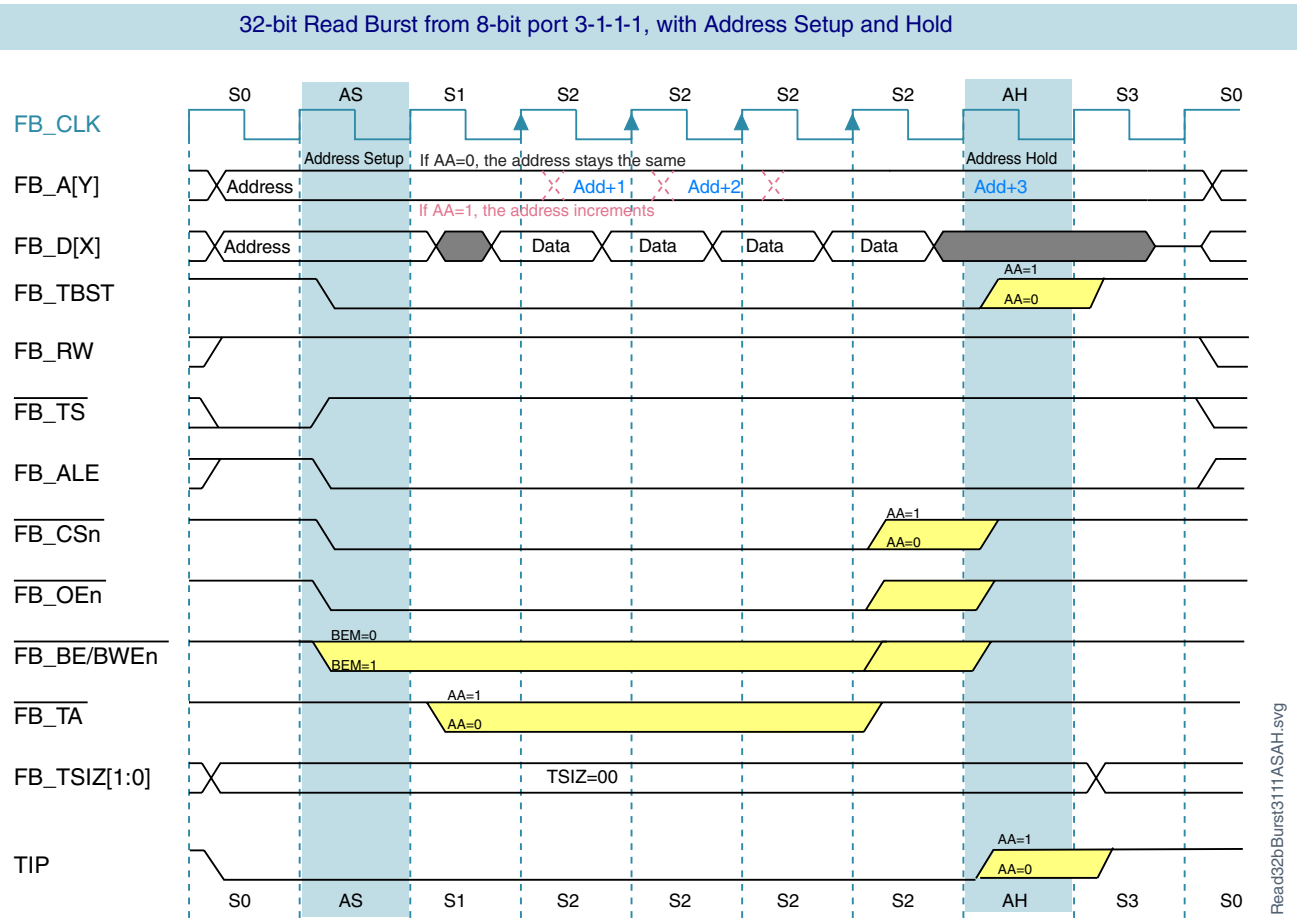 32-bit Read Burst from 8-bit port 3-1-1-1, with Address Setup and Hold
S0 AS S1 S2 S2 S2 S2 AH S3 S0
FB_CLK
Address Setup If AA=0, the address stays the same Address Hold
FB_A[Y] Address Add+1 Add+2 Add+3
If AA=1, the address increments
FB_D[X] Address Data Data Data Data
AA=1
FB_TBST AA=0
FB_RW
FB_TS
FB_ALE
AA=1
FB_CSn AA=0
FB_OEn
BEM=0
FB_BE/BWEn BEM=1
AA=1
FB_TA AA=0
FB_TSIZ[1:0] TSIZ=00
AA=1
TIP AA=0
S0 AS S1 S2 S2 S2 S2 AH S3 S0
Read32bBurst3111ASAH.svg